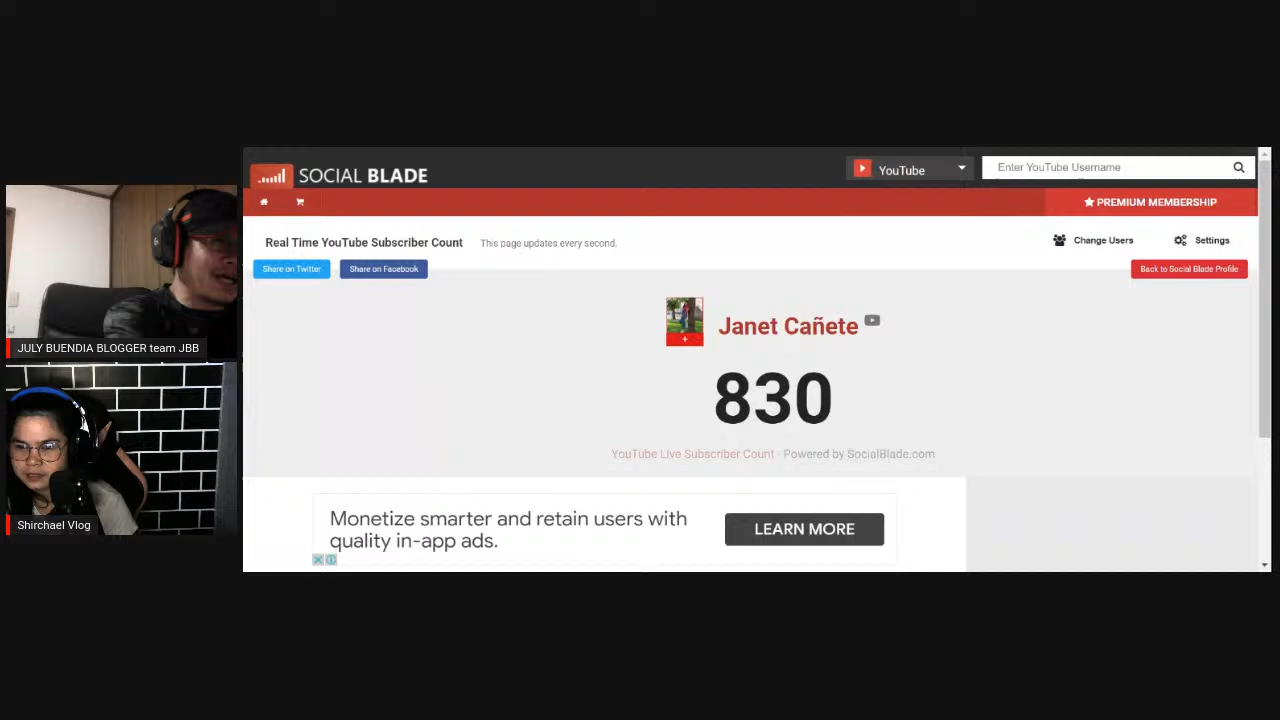 SOCIAL BLADE
YouTube
Enter YouTube Username
PREMIUM MEMBERSHIP
Real Time YouTube Subscriber Count
This page updates every second.
Change Users
Settings
Share on Twitter
Share on Facebook
Back to Social Blade Profile
Janet Cañete
830
YouTube Live Subscriber Count - Powered by SocialBlade.com
Monetize smarter and retain users with
quality in-app ads.
LEARN MORE
JULY BUENDIA BLOGGER team JBB
Shirchael Vlog